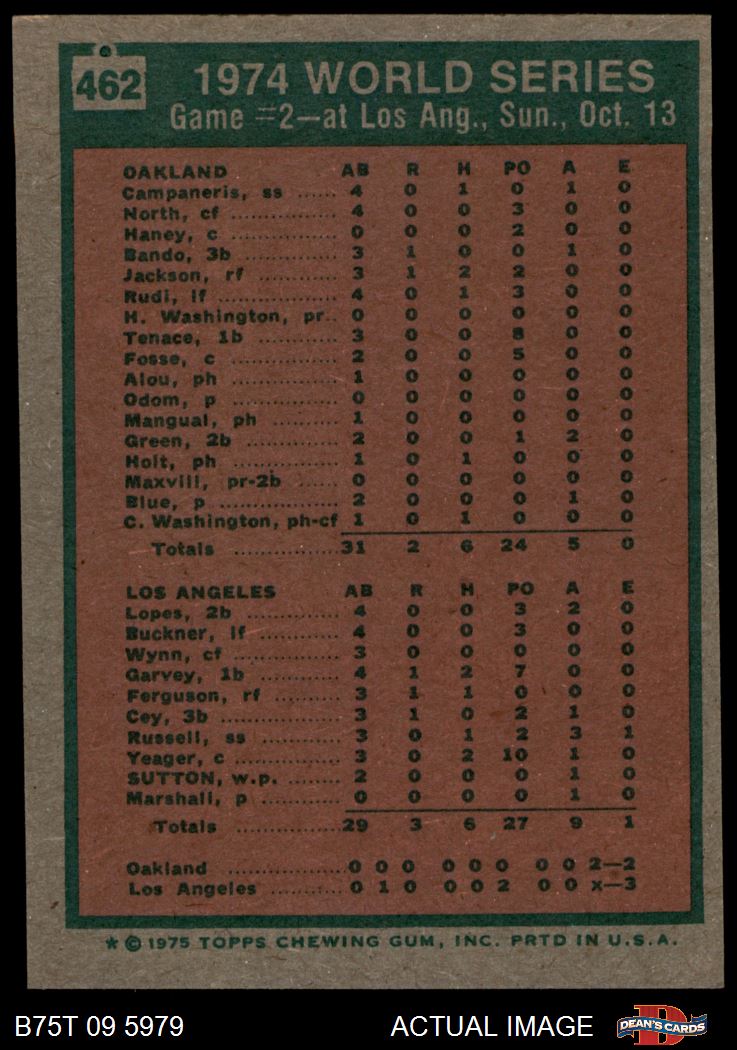 462
1974 WORLD SERIES
Game #2—at Los Ang., Sun., Oct. 13
OAKLAND AB R H PO A E
Campaneris, ss ...... 4 0 1 0 1 0
North, cf ................ 4 0 0 3 0 0
Haney, c ................ 0 0 0 2 0 0
Bando, 3b .............. 3 1 0 0 1 0
Jackson, rf ............. 3 1 2 2 0 0
Rudi, lf .................. 4 0 1 3 0 0
H. Washington, pr.. 0 0 0 0 0 0
Tenace, 1b ............ 3 0 0 8 0 0
Fosse, c ................ 2 0 0 5 0 0
Alou, ph ................ 1 0 0 0 0 0
Odom, p ................ 0 0 0 0 0 0
Mangual, ph .......... 1 0 0 0 0 0
Green, 2b .............. 2 0 0 1 2 0
Holt, ph ................. 1 0 1 0 0 0
Maxvill, pr-2b ...... 0 0 0 0 0 0
Blue, p .................. 2 0 0 0 1 0
C. Washington, ph-cf 1 0 1 0 0 0
Totals .............. 31 2 6 24 5 0
LOS ANGELES AB R H PO A E
Lopes, 2b .............. 4 0 0 3 2 0
Buckner, lf ............ 4 0 0 3 0 0
Wynn, cf ................ 3 0 0 0 0 0
Garvey, 1b ............ 4 1 2 7 0 0
Ferguson, rf .......... 3 1 1 0 0 0
Cey, 3b .................. 3 1 0 2 1 0
Russell, ss ............ 3 0 1 2 3 1
Yeager, c .............. 3 0 2 10 1 0
SUTTON, w.p. ....... 2 0 0 0 1 0
Marshall, p ............ 0 0 0 0 1 0
Totals .............. 29 3 6 27 9 1
Oakland ................ 0 0 0 0 0 0 0 0 2—2
Los Angeles .......... 0 1 0 0 0 2 0 0 x—3
★ © 1975 TOPPS CHEWING GUM, INC. PRTD IN U.S.A.
B75T 09 5979 ACTUAL IMAGE
D
DEAN'S CARDS